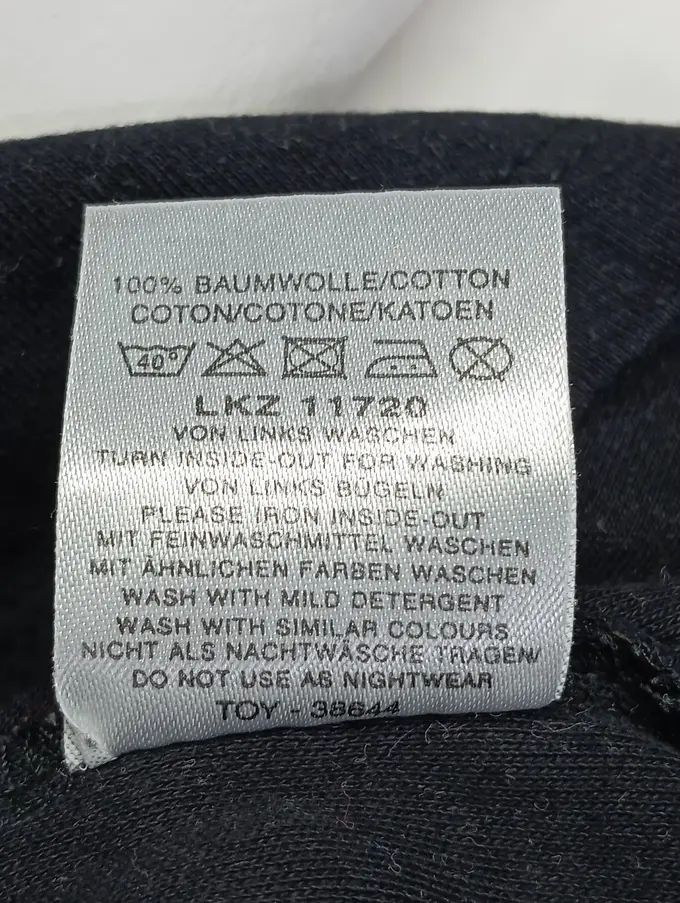 100% BAUMWOLLE/COTTON
COTON/COTONE/KATOEN
40°
LKZ 11720
VON LINKS WASCHEN
TURN INSIDE-OUT FOR WASHING
VON LINKS BÜGELN
PLEASE IRON INSIDE-OUT
MIT FEINWASCHMITTEL WASCHEN
MIT ÄHNLICHEN FARBEN WASCHEN
WASH WITH MILD DETERGENT
WASH WITH SIMILAR COLOURS
NICHT ALS NACHTWÄSCHE TRAGEN/
DO NOT USE AS NIGHTWEAR
TOY - 38644